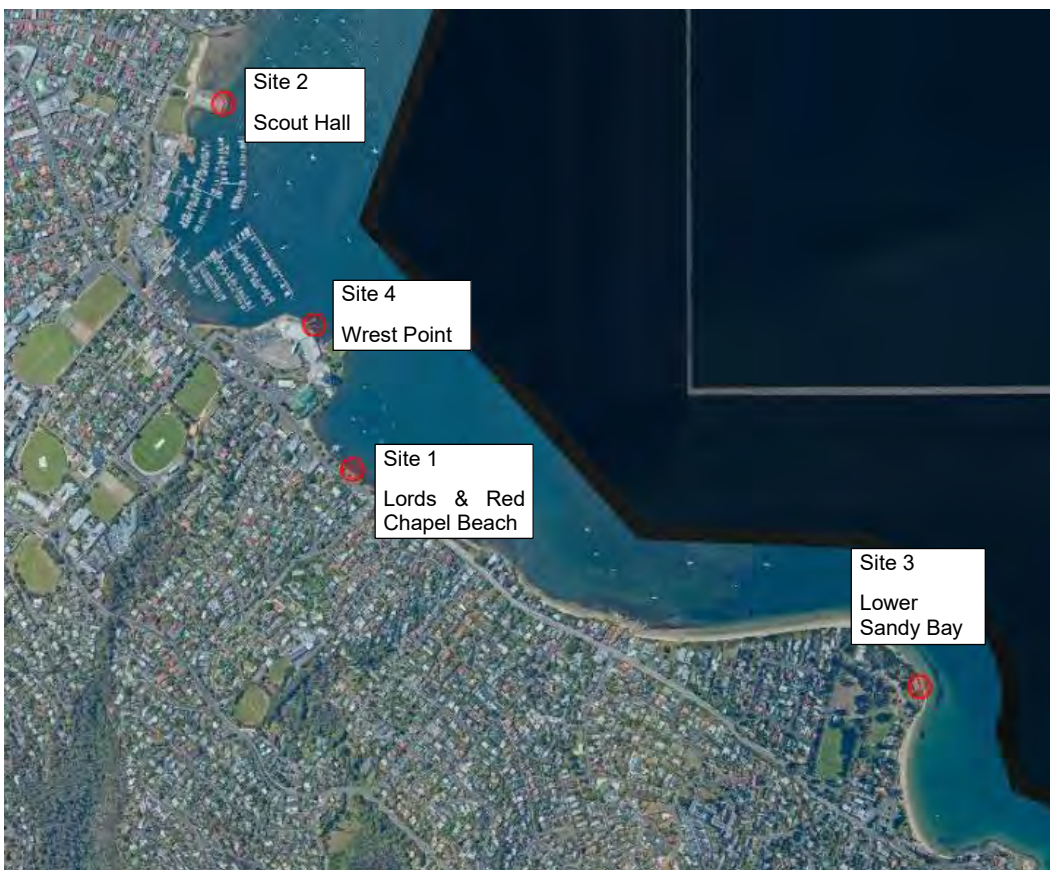 Site 2
Scout Hall
Site 4
Wrest Point
Site 1
Lords & Red
Chapel Beach
Site 3
Lower
Sandy Bay